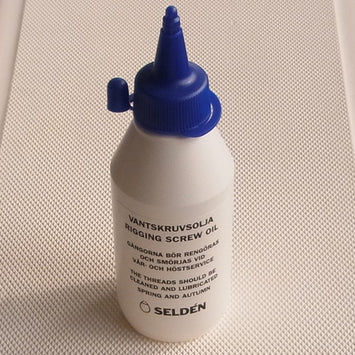 VANTSKRUVSOLJA
RIGGING SCREW OIL
GÄNGORNA BÖR RENGÖRAS
OCH SMÖRJAS VID
VÅR- OCH HÖSTSERVICE
THE THREADS SHOULD BE
CLEANED AND LUBRICATED
SPRING AND AUTUMN
SELDÉN